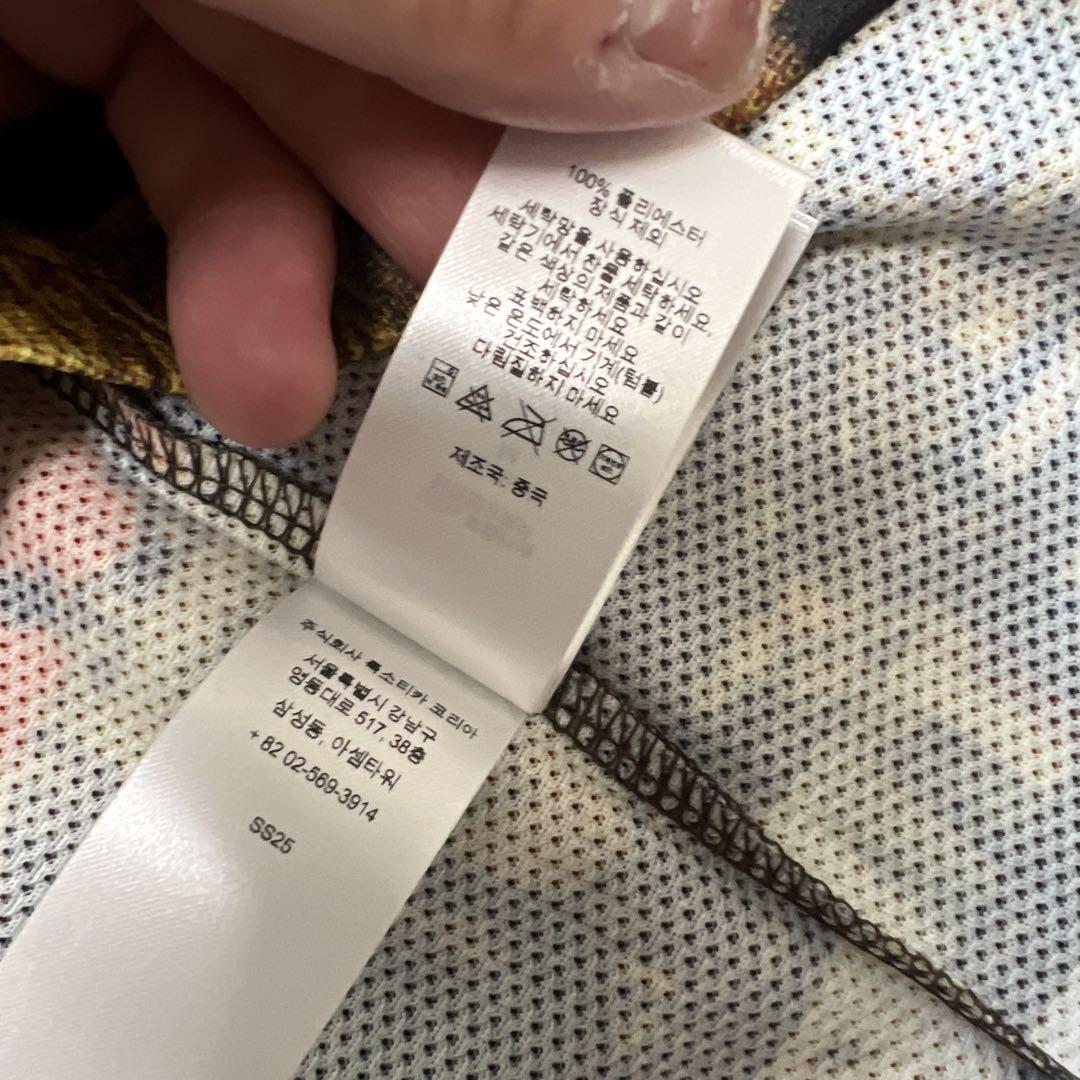 100% 폴리에스터
장식 제외
세탁망을 사용하십시오
세탁기에서 찬물 세탁하세요.
같은 색상의 제품과 같이
세탁하세요
표백하지 마세요
낮은 온도에서 기계(텀블)
건조하십시오
다림질하지 마세요
제조국: 중국
주식회사 룩소티카 코리아
서울특별시 강남구
영동대로 517, 38층
삼성동, 아셈타워
+ 82 02-569-3914
SS25